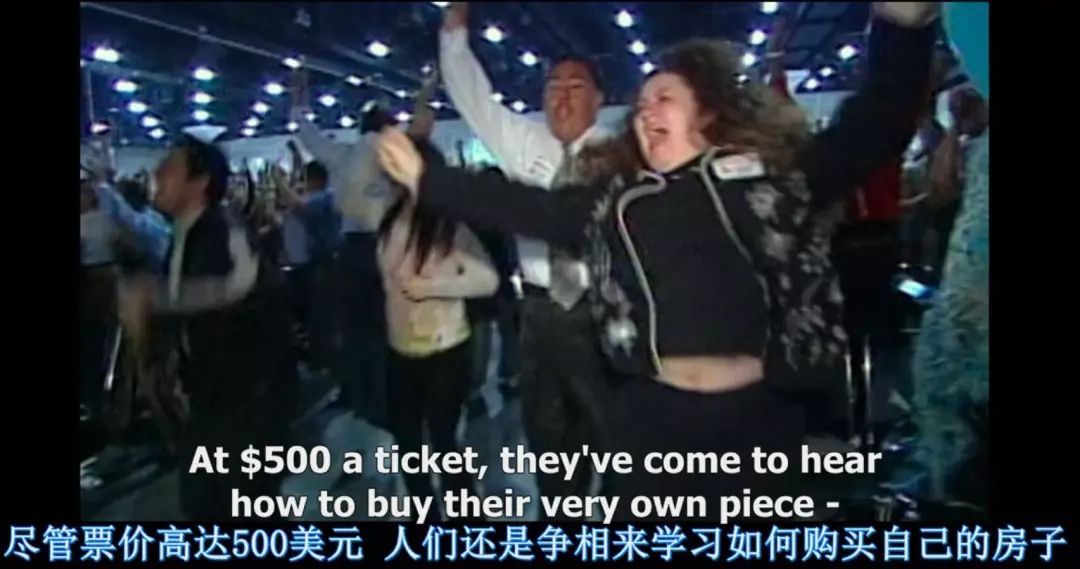 At $500 a ticket, they've come to hear
how to buy their very own piece -
尽管票价高达500美元 人们还是争相来学习如何购买自己的房子